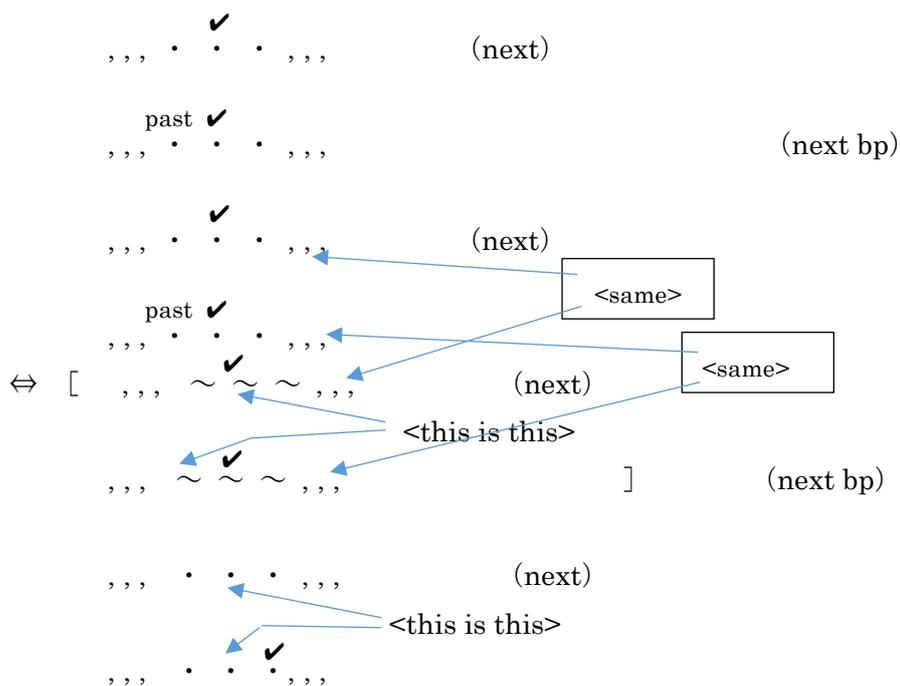 ✔
, , , ・ ・ ・ , , , (next)
past ✔
, , , ・ ・ ・ , , , (next bp)
✔
, , , ・ ・ ・ , , , (next)
<same>
past ✔
, , , ・ ・ ・ , , ,
<same>
✔
⇔ [ , , , ～ ～ ～ , , , (next)
<this is this>
✔
, , , ～ ～ ～ , , , ] (next bp)
, , , ・ ・ ・ , , , (next)
<this is this>
✔
, , , ・ ・ ・ , , ,